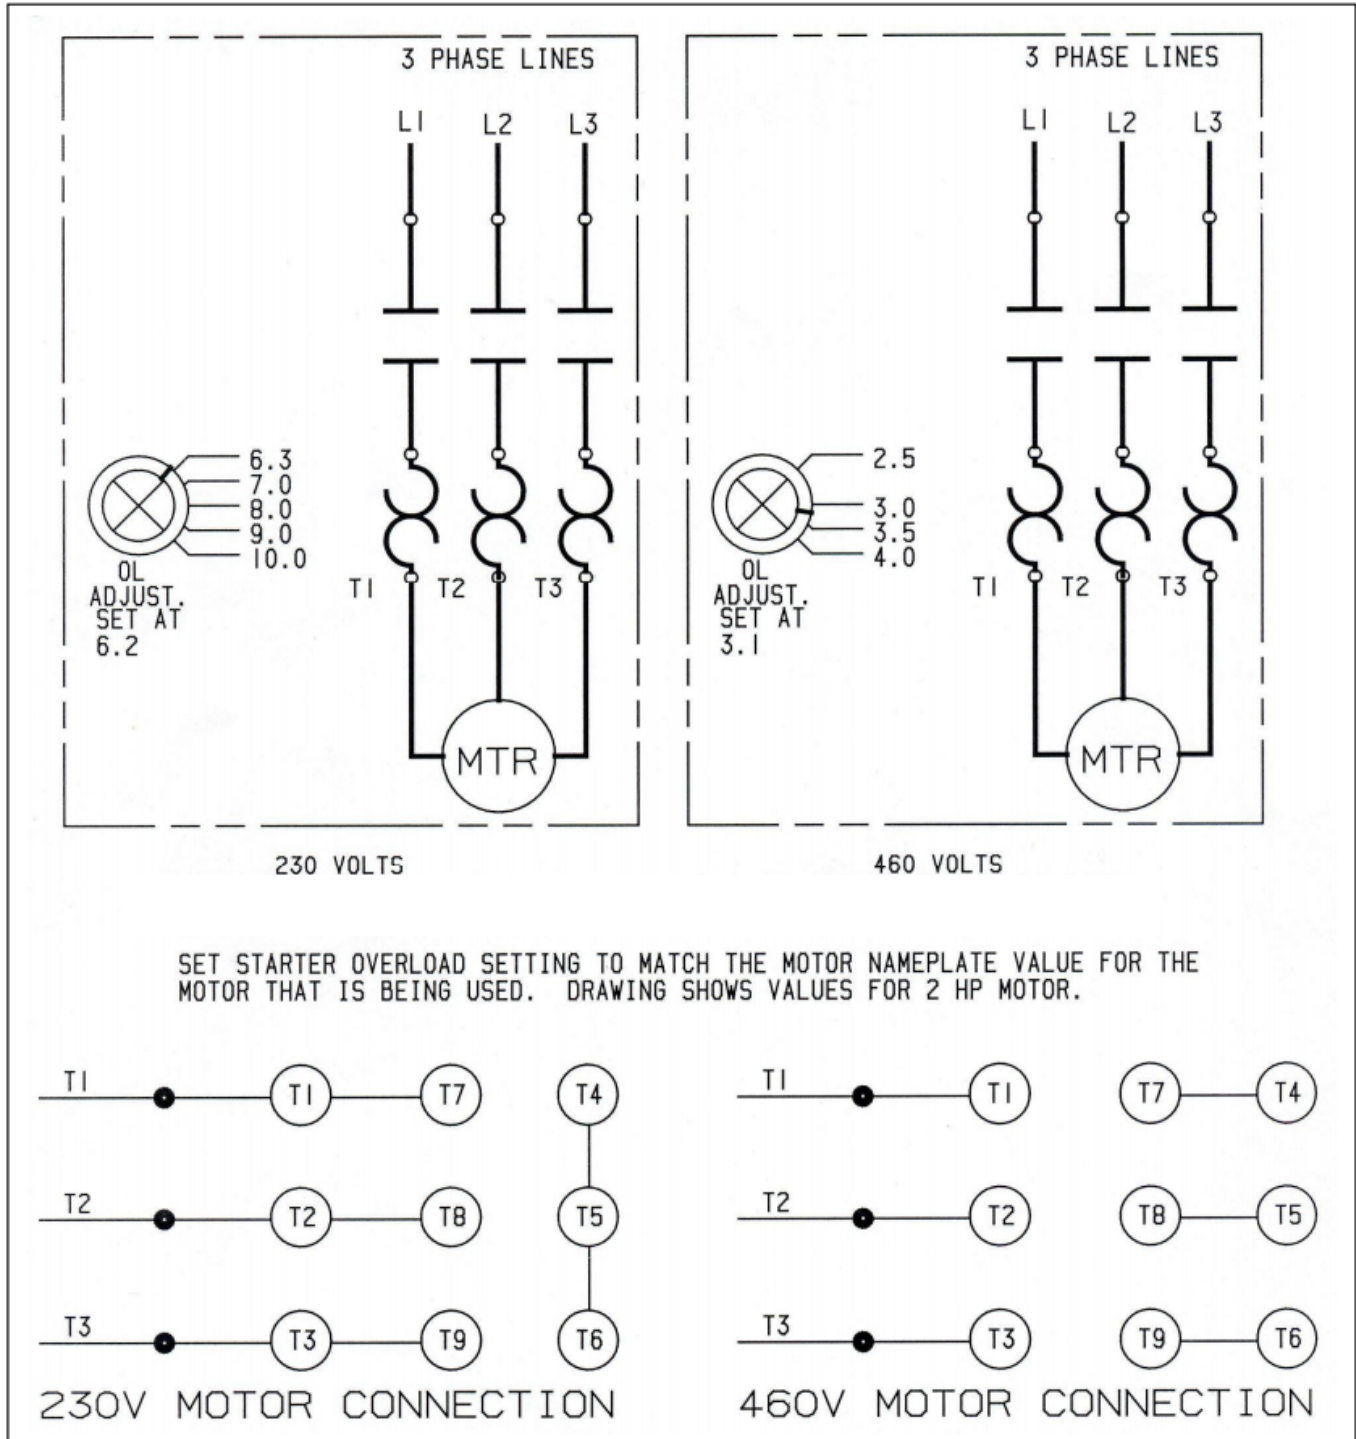 3 PHASE LINES
L1 L2 L3
6.3
7.0
8.0
9.0
10.0
OL
ADJUST.
SET AT
6.2
T1 T2 T3
MTR
230 VOLTS
3 PHASE LINES
L1 L2 L3
2.5
3.0
3.5
4.0
OL
ADJUST.
SET AT
3.1
T1 T2 T3
MTR
460 VOLTS
SET STARTER OVERLOAD SETTING TO MATCH THE MOTOR NAMEPLATE VALUE FOR THE
MOTOR THAT IS BEING USED. DRAWING SHOWS VALUES FOR 2 HP MOTOR.
T1 T1 T7 T4
T2 T2 T8 T5
T3 T3 T9 T6
230V MOTOR CONNECTION
T1 T1 T7 T4
T2 T2 T8 T5
T3 T3 T9 T6
460V MOTOR CONNECTION